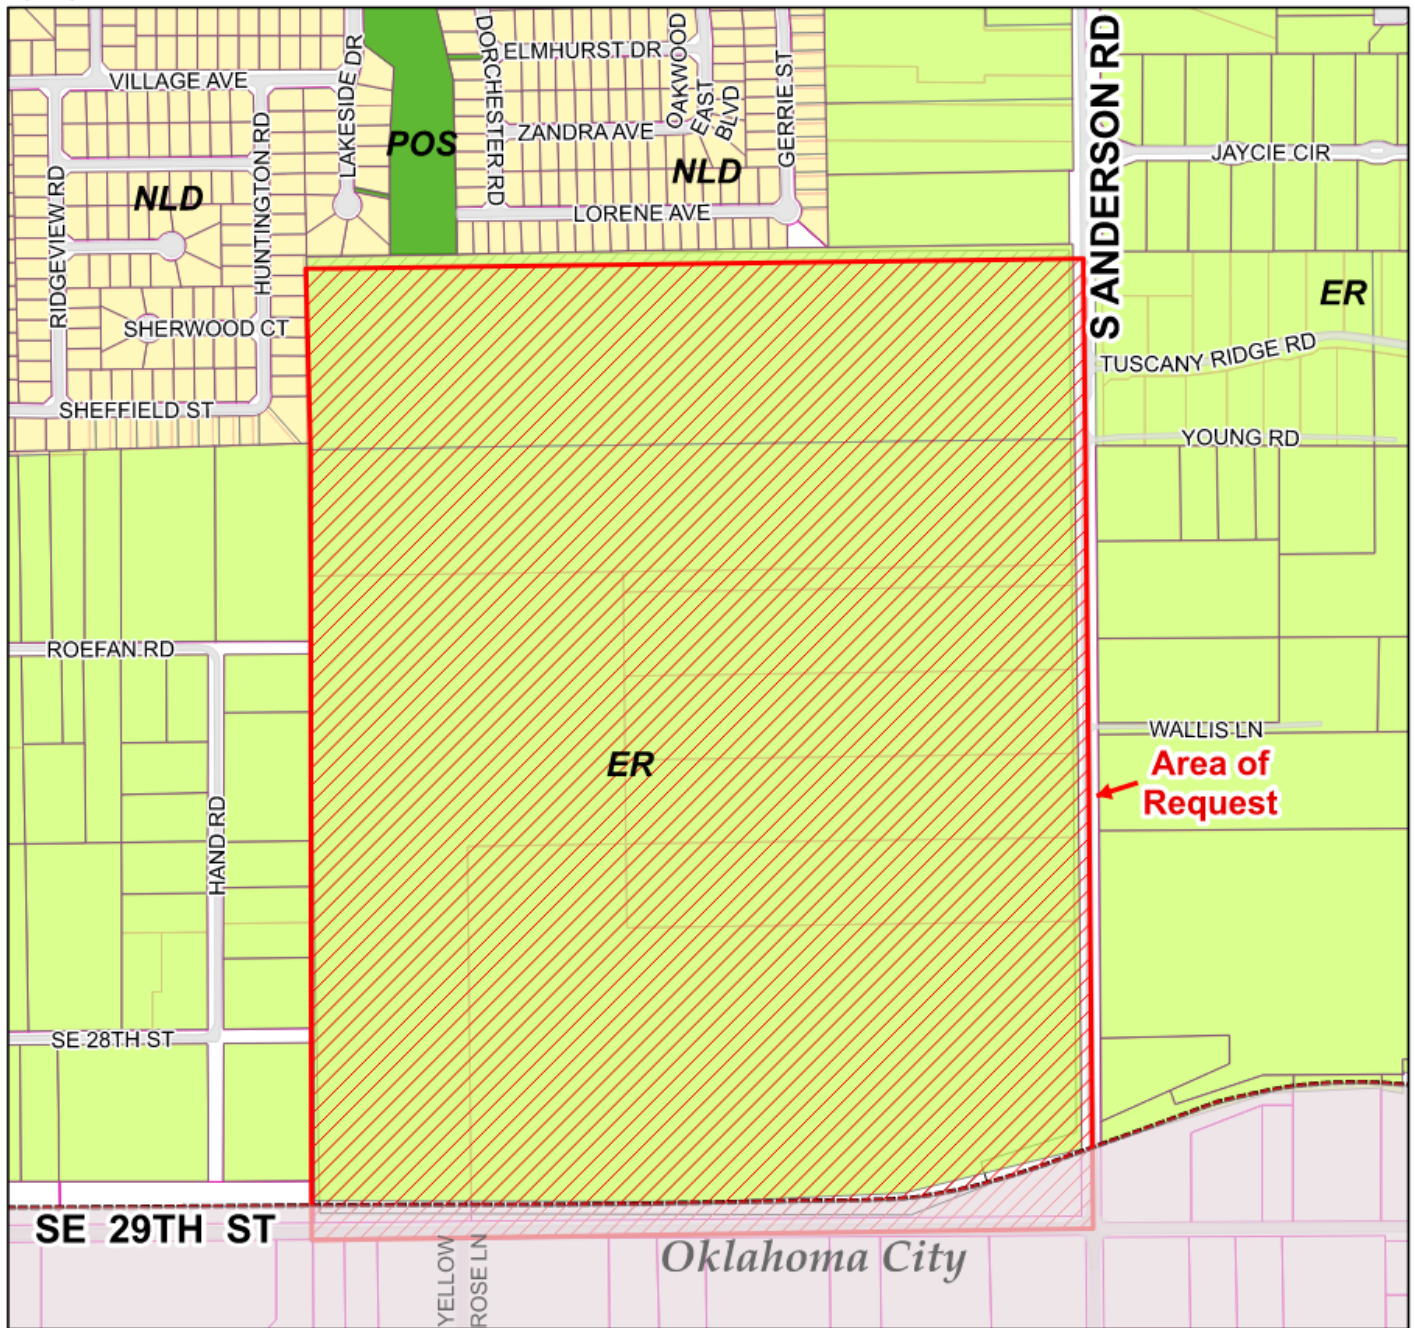 DORCHESTER RD
ELMHURST DR
OAKWOOD
EAST
BLVD
GERRIE ST
S ANDERSON RD
VILLAGE AVE
LAKESIDE DR
HUNTINGTON RD
POS
ZANDRA AVE
NLD
JAYCIE CIR
RIDGEVIEW RD
NLD
LORENE AVE
ER
SHERWOOD CT
TUSCANY RIDGE RD
SHEFFIELD ST
YOUNG RD
ROEFAN RD
WALLIS LN
ER
Area of
Request
HAND RD
SE 28TH ST
SE 29TH ST
YELLOW
ROSE LN
Oklahoma City